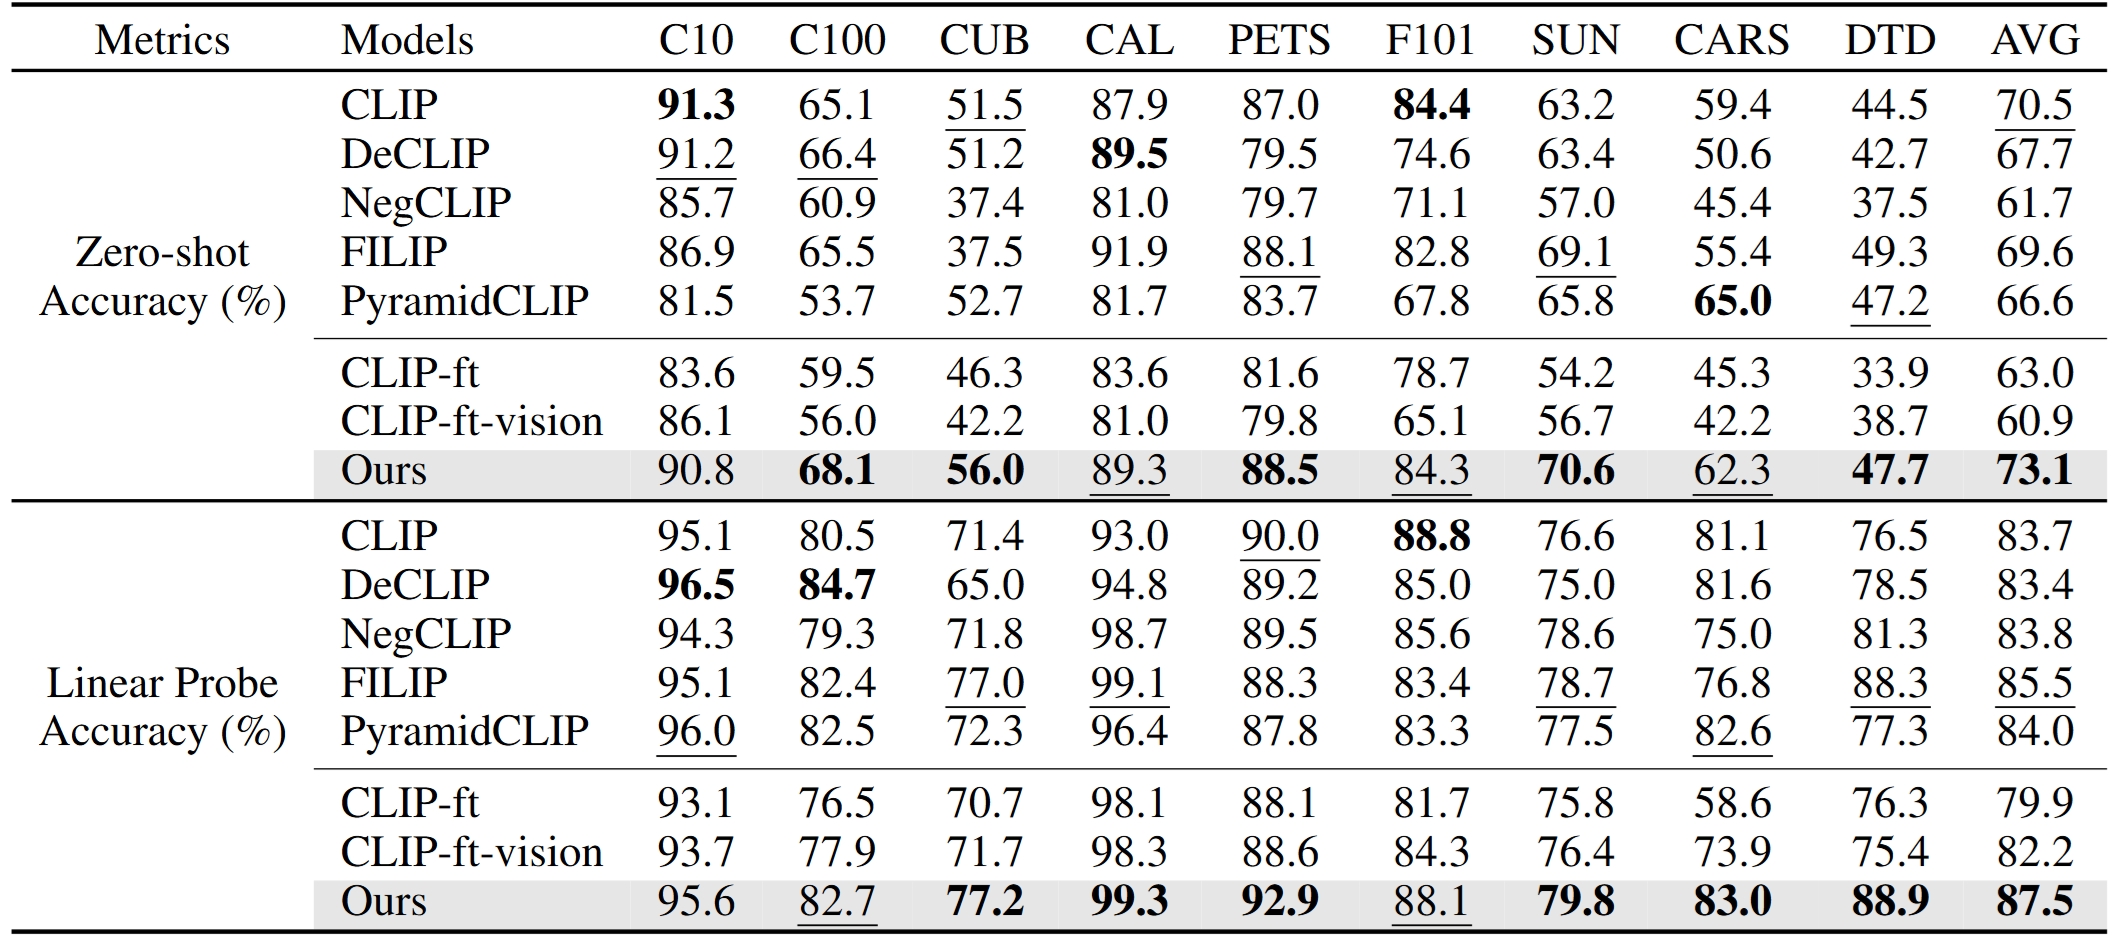 Metrics Models C10 C100 CUB CAL PETS F101 SUN CARS DTD AVG
Zero-shot Accuracy (%)
CLIP 91.3 65.1 51.5 87.9 87.0 84.4 63.2 59.4 44.5 70.5
DeCLIP 91.2 66.4 51.2 89.5 79.5 74.6 63.4 50.6 42.7 67.7
NegCLIP 85.7 60.9 37.4 81.0 79.7 71.1 57.0 45.4 37.5 61.7
FILIP 86.9 65.5 37.5 91.9 88.1 82.8 69.1 55.4 49.3 69.6
PyramidCLIP 81.5 53.7 52.7 81.7 83.7 67.8 65.8 65.0 47.2 66.6
CLIP-ft 83.6 59.5 46.3 83.6 81.6 78.7 54.2 45.3 33.9 63.0
CLIP-ft-vision 86.1 56.0 42.2 81.0 79.8 65.1 56.7 42.2 38.7 60.9
Ours 90.8 68.1 56.0 89.3 88.5 84.3 70.6 62.3 47.7 73.1
Linear Probe Accuracy (%)
CLIP 95.1 80.5 71.4 93.0 90.0 88.8 76.6 81.1 76.5 83.7
DeCLIP 96.5 84.7 65.0 94.8 89.2 85.0 75.0 81.6 78.5 83.4
NegCLIP 94.3 79.3 71.8 98.7 89.5 85.6 78.6 75.0 81.3 83.8
FILIP 95.1 82.4 77.0 99.1 88.3 83.4 78.7 76.8 88.3 85.5
PyramidCLIP 96.0 82.5 72.3 96.4 87.8 83.3 77.5 82.6 77.3 84.0
CLIP-ft 93.1 76.5 70.7 98.1 88.1 81.7 75.8 58.6 76.3 79.9
CLIP-ft-vision 93.7 77.9 71.7 98.3 88.6 84.3 76.4 73.9 75.4 82.2
Ours 95.6 82.7 77.2 99.3 92.9 88.1 79.8 83.0 88.9 87.5